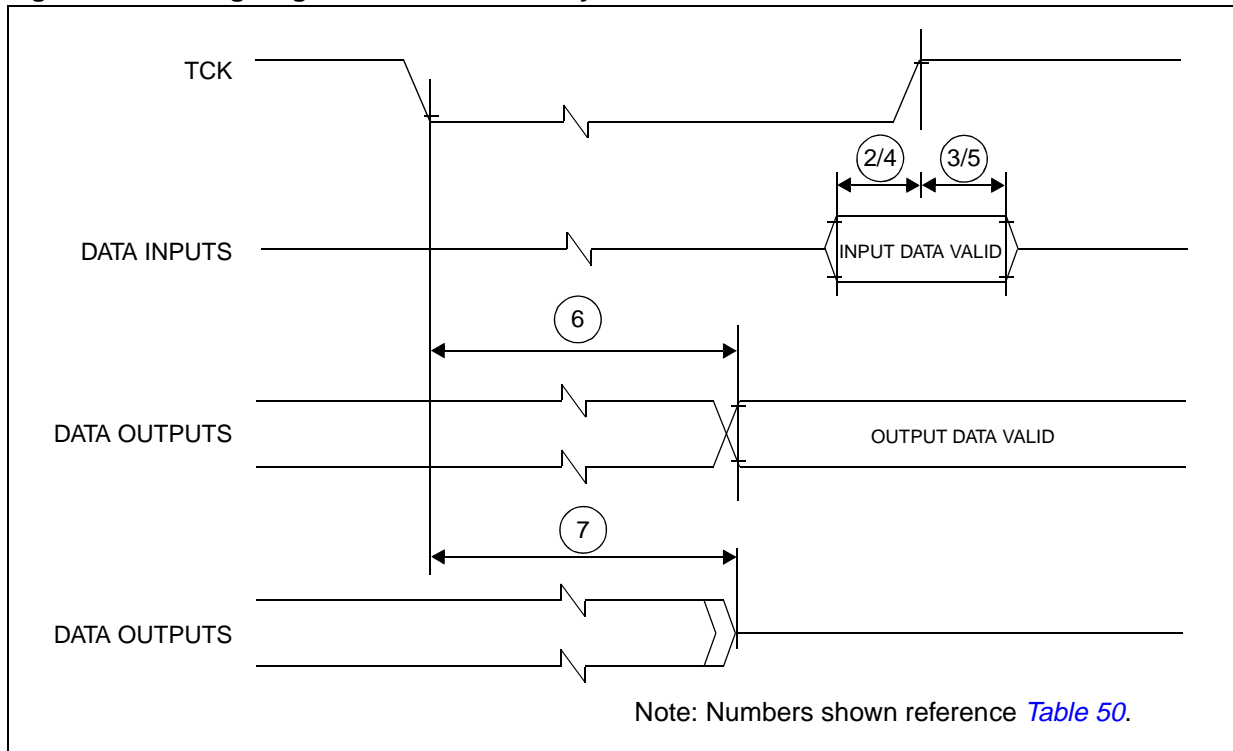 TCK
2/4
3/5
DATA INPUTS
INPUT DATA VALID
6
DATA OUTPUTS
OUTPUT DATA VALID
7
DATA OUTPUTS
Note: Numbers shown reference Table 50.